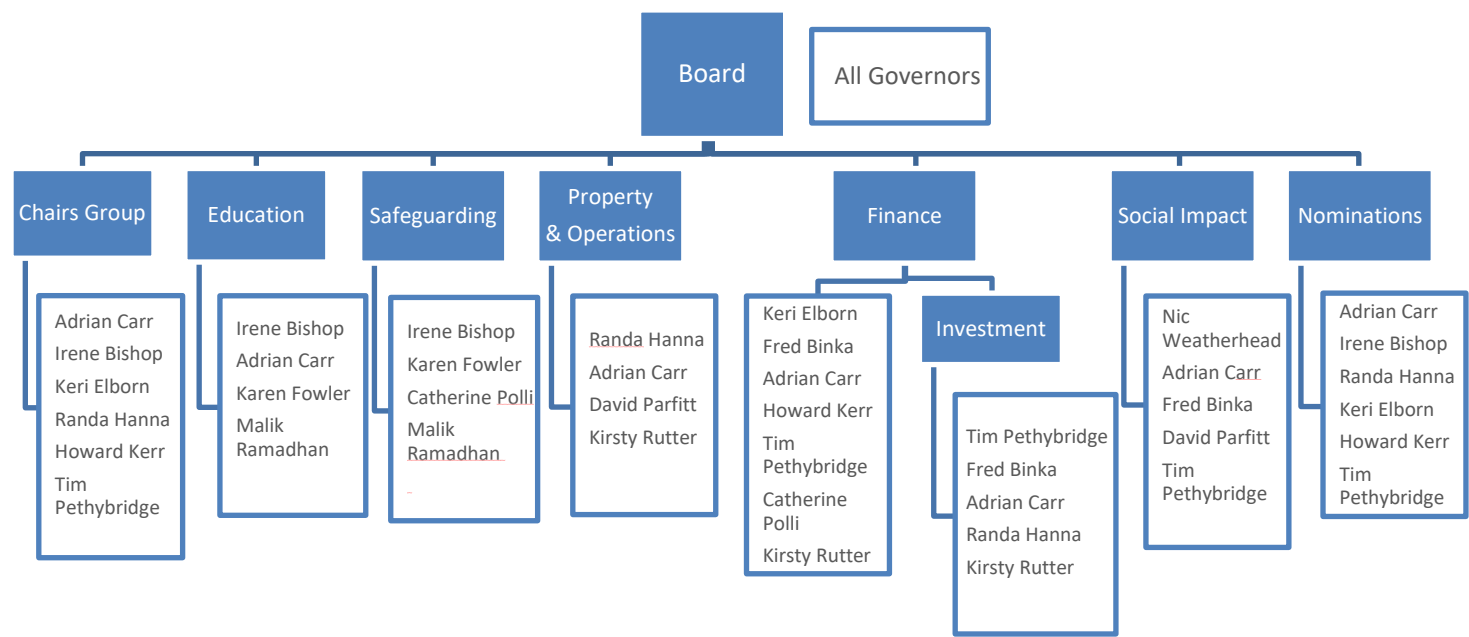 Board
All Governors
Chairs Group
Education
Safeguarding
Property
& Operations
Finance
Social Impact
Nominations
Adrian Carr
Irene Bishop
Keri Elborn
Randa Hanna
Howard Kerr
Tim
Pethybridge
Irene Bishop
Adrian Carr
Karen Fowler
Malik
Ramadhan
Irene Bishop
Karen Fowler
Catherine Polli
Malik
Ramadhan
Randa Hanna
Adrian Carr
David Parfitt
Kirsty Rutter
Keri Elborn
Fred Binka
Adrian Carr
Howard Kerr
Tim
Pethybridge
Catherine
Polli
Kirsty Rutter
Investment
Tim Pethybridge
Fred Binka
Adrian Carr
Randa Hanna
Kirsty Rutter
Nic
Weatherhead
Adrian Carr
Fred Binka
David Parfitt
Tim
Pethybridge
Adrian Carr
Irene Bishop
Randa Hanna
Keri Elborn
Howard Kerr
Tim
Pethybridge